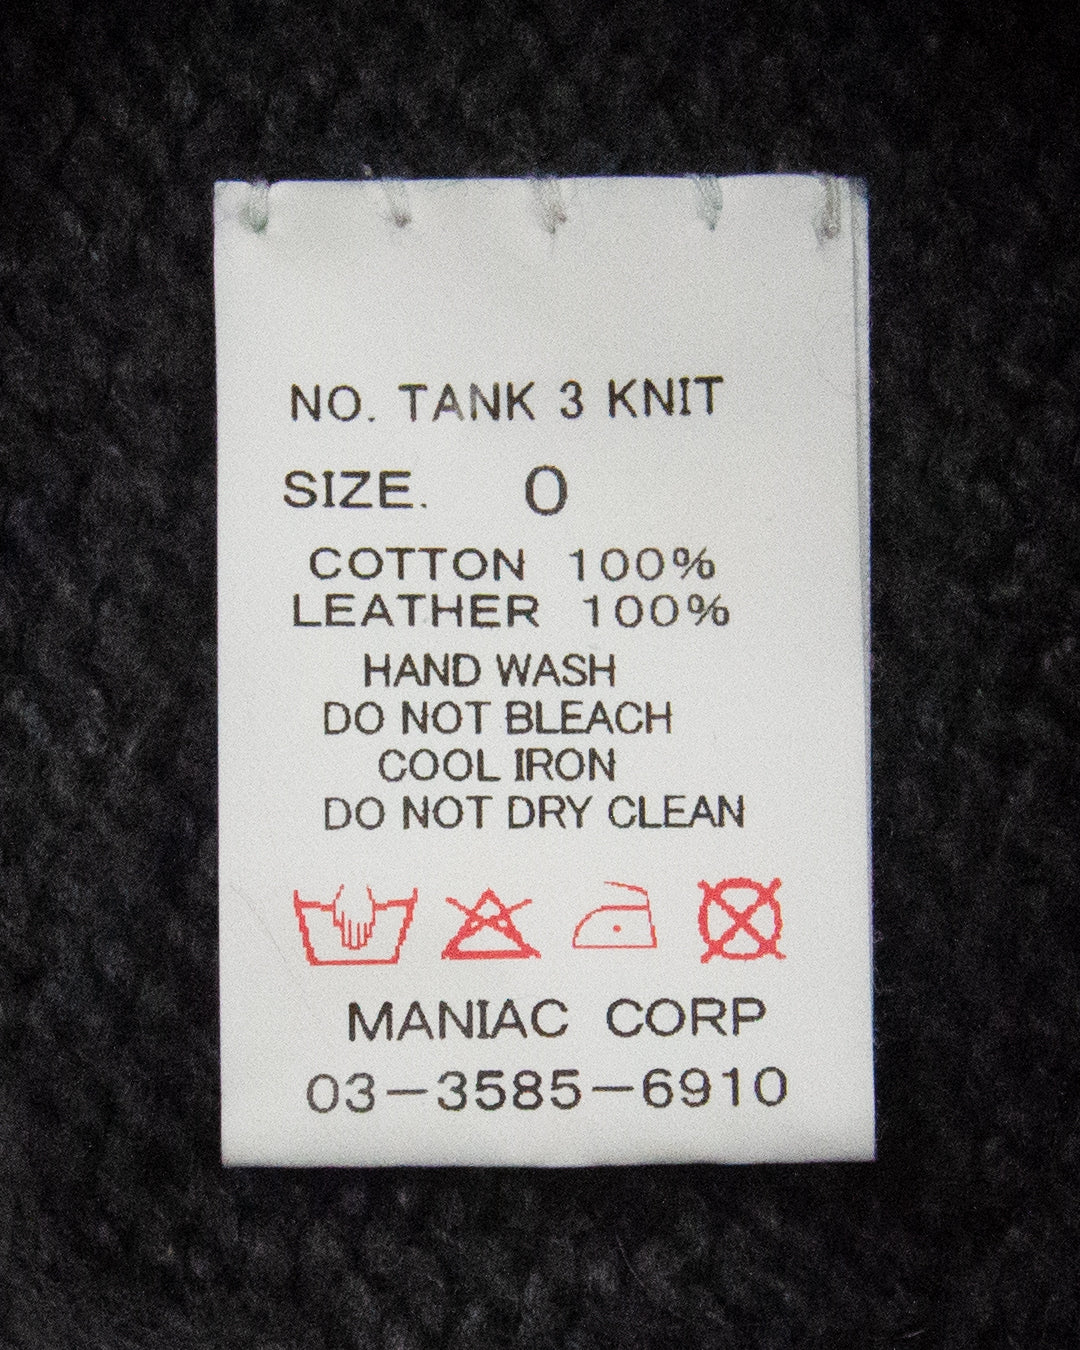 NO. TANK 3 KNIT
SIZE. 0
COTTON 100%
LEATHER 100%
HAND WASH
DO NOT BLEACH
COOL IRON
DO NOT DRY CLEAN
MANIAC CORP
03-3585-6910